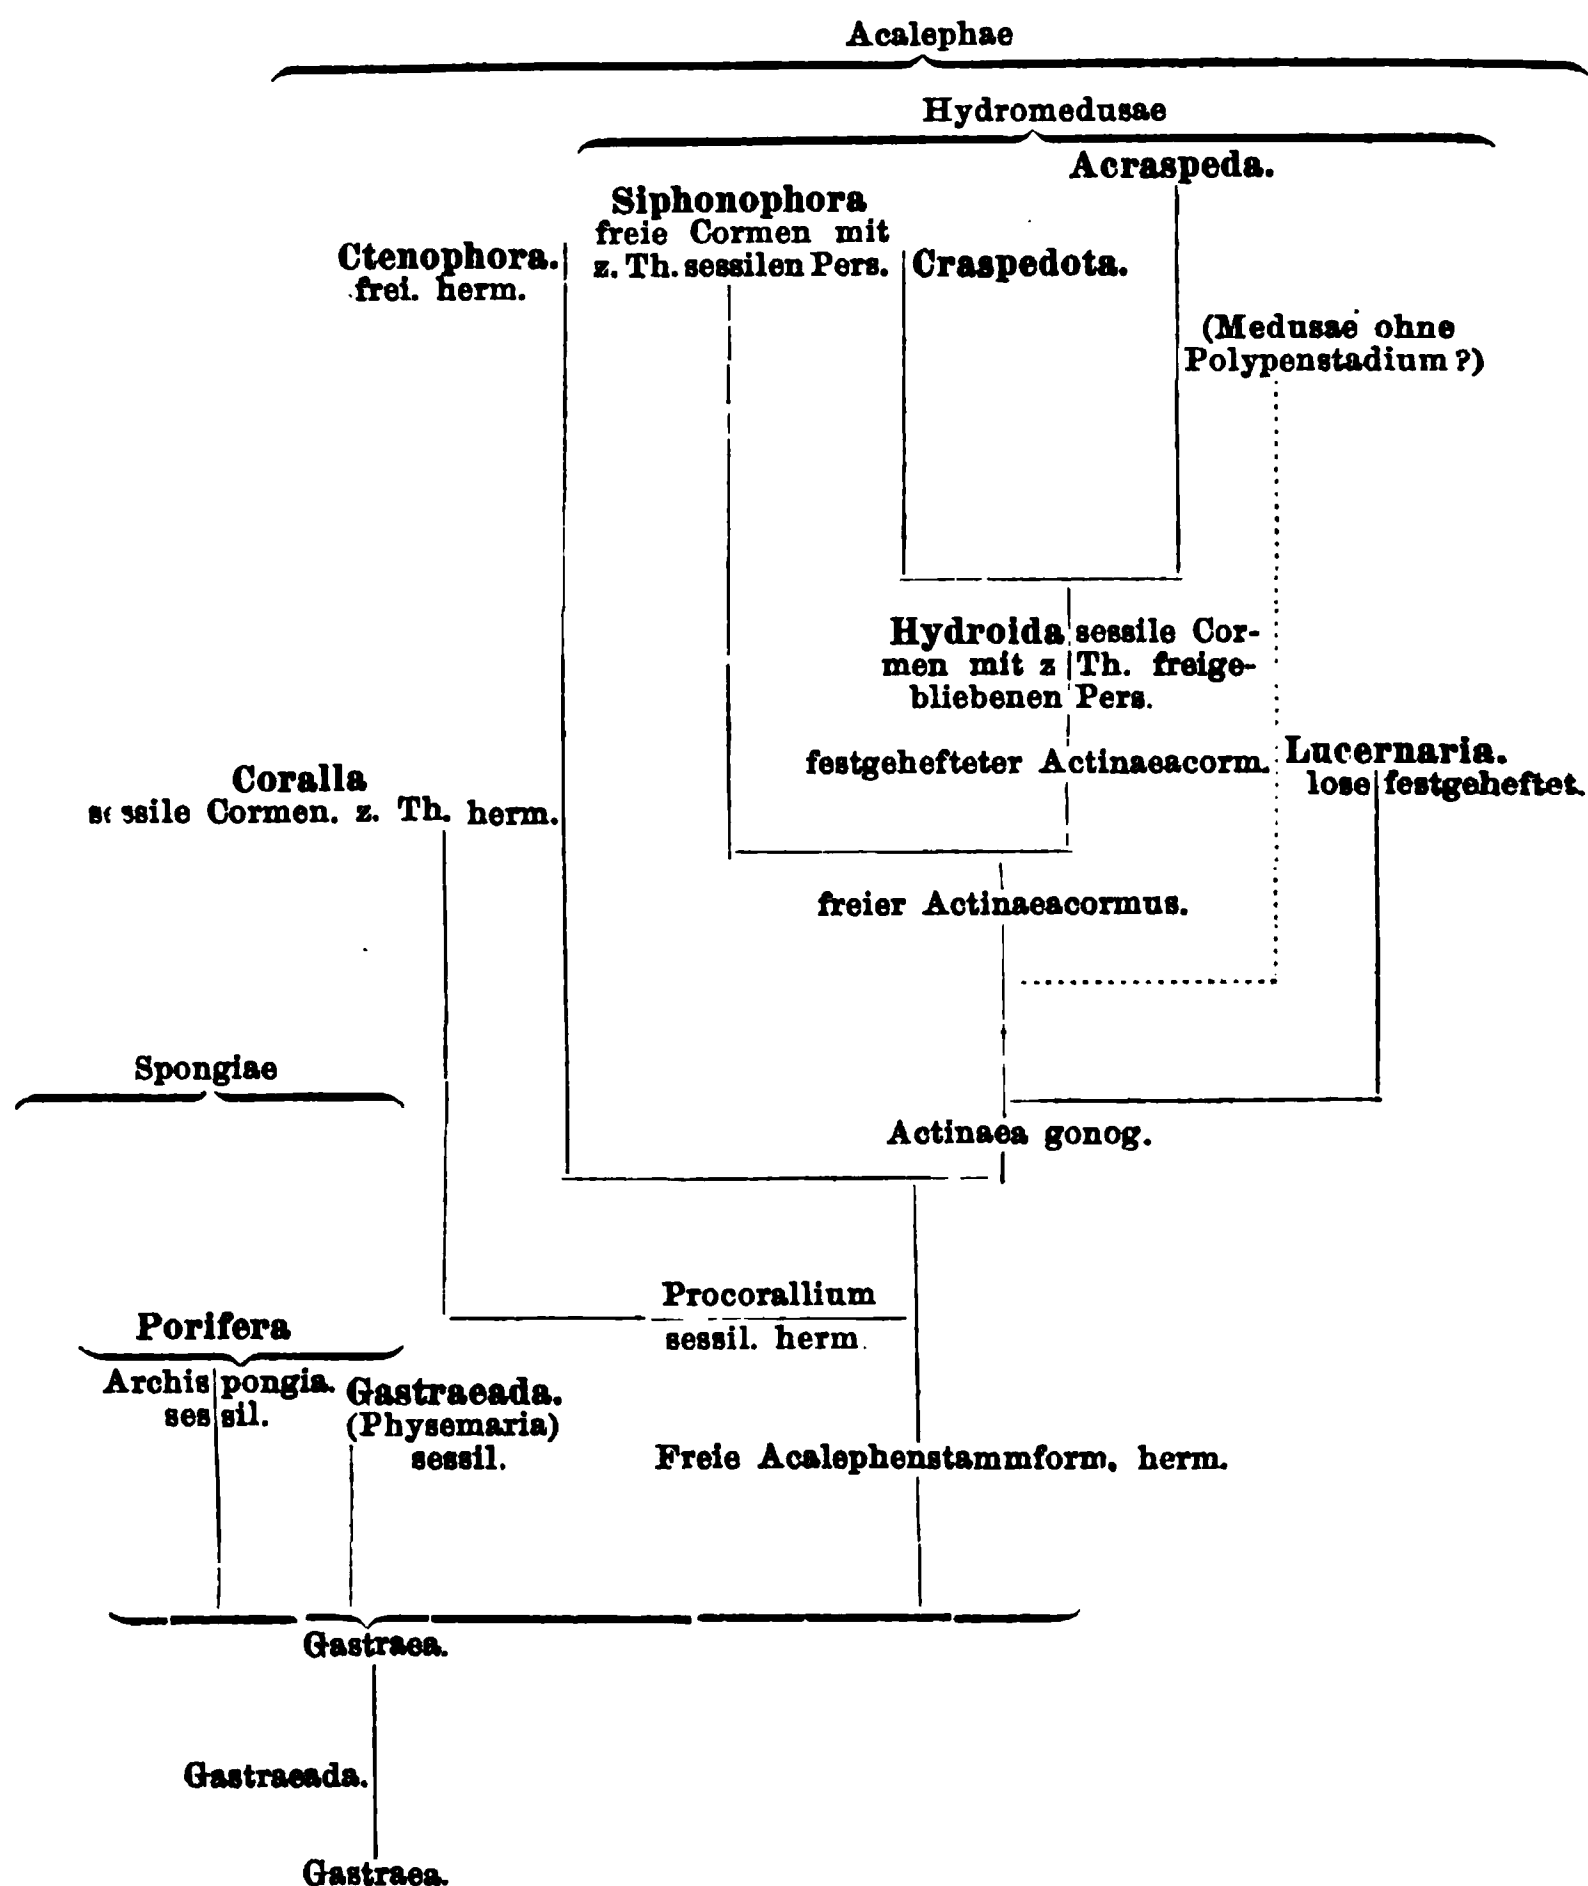 Acalephae
Hydromedusae
Acraspeda.
Siphonophora
freie Cormen mit
z. Th. sessilen Pers.
Ctenophora.
frei. herm.
Craspedota.
(Medusae ohne
Polypenstadium?)
Hydroida sessile Cor-
men mit z Th. freige-
bliebenen Pers.
festgehefteter Actinaeacorm.
Lucernaria.
lose festgeheftet.
Coralla
sessile Cormen. z. Th. herm.
freier Actinaeacormus.
Spongiae
Actinaea gonog.
Procorallium
sessil. herm.
Porifera
Archispongia.
sessil.
Gastraeada.
(Physemaria)
sessil.
Freie Acalephenstammform, herm.
Gastraea.
Gastraeada.
Gastraea.